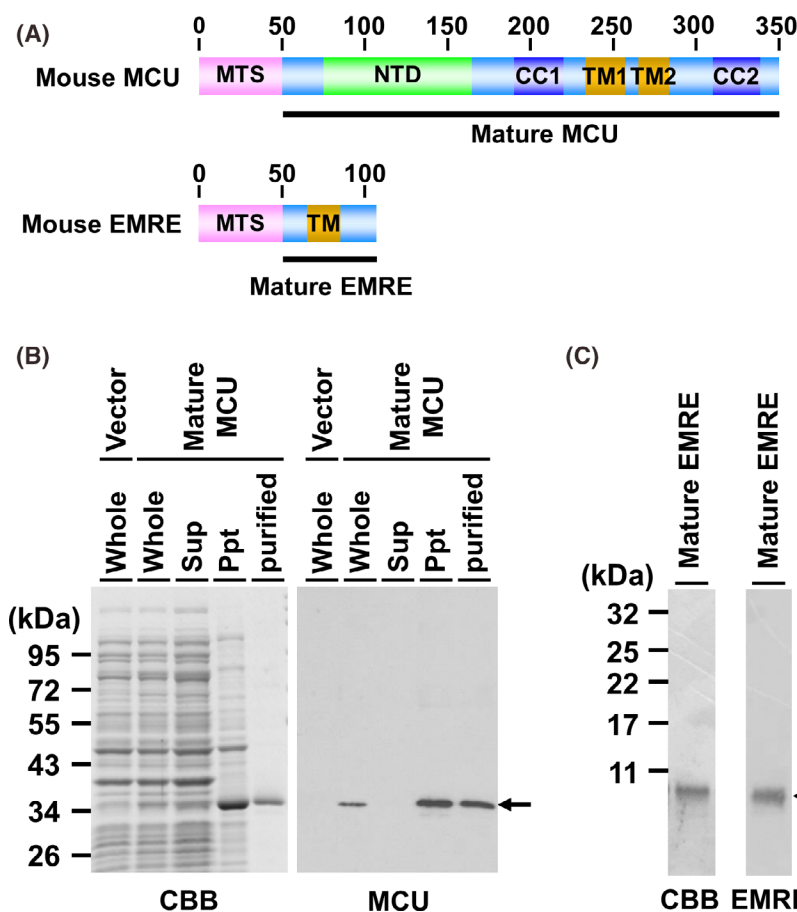 (A)
0 50 100 150 200 250 300 350
Mouse MCU MTS NTD CC1 TM1 TM2 CC2
Mature MCU
0 50 100
Mouse EMRE MTS TM
Mature EMRE
(B)
Vector
Mature MCU
Vector
Mature MCU
Whole
Whole
Sup
Ppt
purified
Whole
Whole
Sup
Ppt
purified
(kDa)
95
72
55
43
34
26
CBB
MCU
(C)
Mature EMRE
Mature EMRE
(kDa)
32
25
22
17
11
CBB EMRE